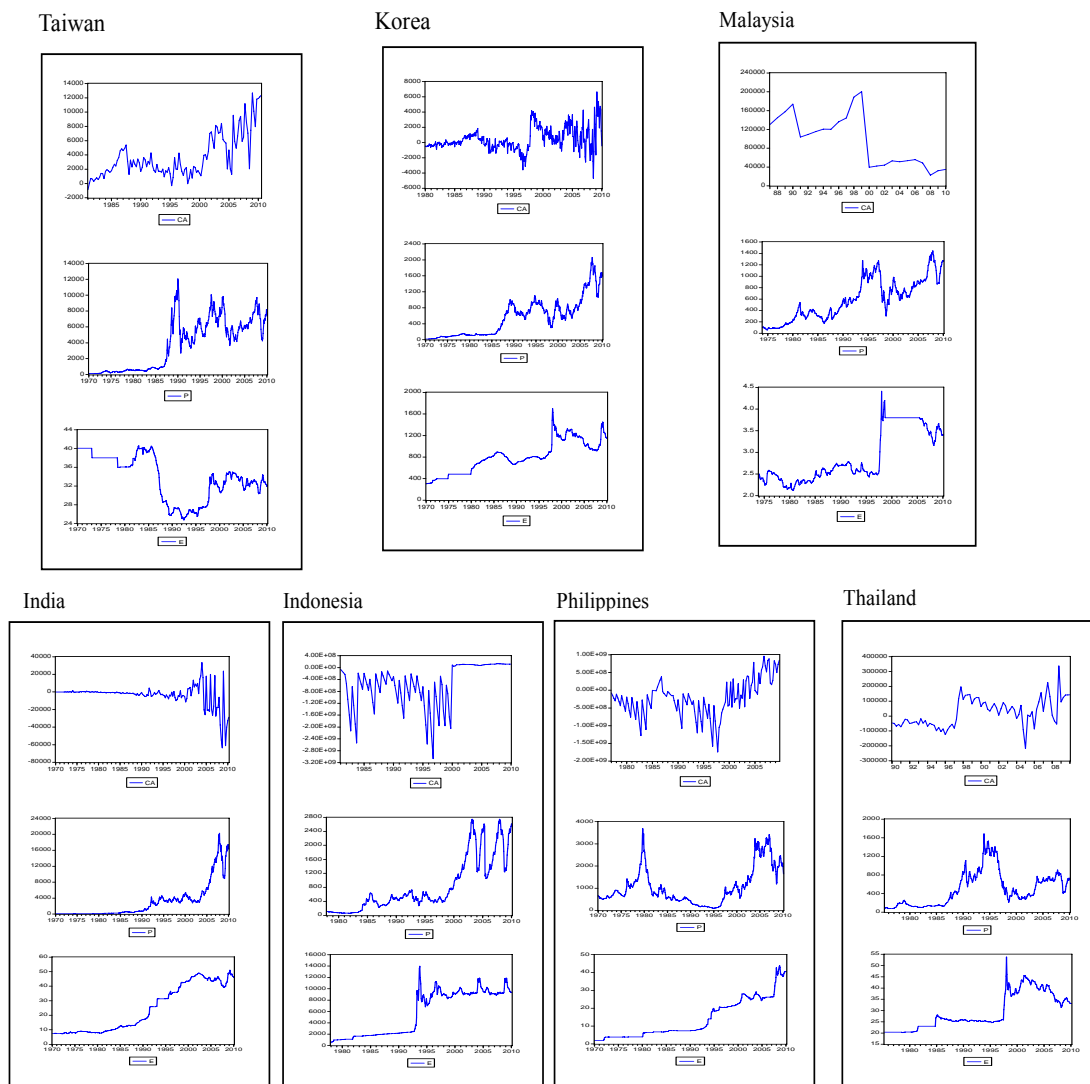 Taiwan
14000
12000
10000
8000
6000
4000
2000
0
-2000
1985 1990 1995 2000 2005 2010
CA
14000
12000
10000
8000
6000
4000
2000
0
1970 1975 1980 1985 1990 1995 2000 2005 2010
P
44
40
36
32
28
24
1970 1975 1980 1985 1990 1995 2000 2005 2010
E
Korea
8000
6000
4000
2000
0
-2000
-4000
-6000
1980 1985 1990 1995 2000 2005 2010
CA
2400
2000
1600
1200
800
400
0
1970 1975 1980 1985 1990 1995 2000 2005 2010
P
2000
1600
1200
800
400
0
1970 1975 1980 1985 1990 1995 2000 2005 2010
E
Malaysia
240000
200000
160000
120000
80000
40000
0
88 90 92 94 96 98 00 02 04 06 08 10
CA
1600
1400
1200
1000
800
600
400
200
0
1975 1980 1985 1990 1995 2000 2005 2010
P
4.5
4.0
3.5
3.0
2.5
2.0
1975 1980 1985 1990 1995 2000 2005 2010
E
India
40000
20000
0
-20000
-40000
-60000
-80000
1970 1975 1980 1985 1990 1995 2000 2005 2010
CA
24000
20000
16000
12000
8000
4000
0
1970 1975 1980 1985 1990 1995 2000 2005 2010
P
60
50
40
30
20
10
0
1970 1975 1980 1985 1990 1995 2000 2005 2010
E
Indonesia
4.00E+08
0.00E+00
-4.00E+08
-8.00E+08
-1.20E+09
-1.60E+09
-2.00E+09
-2.40E+09
-2.80E+09
-3.20E+09
1985 1990 1995 2000 2005 2010
CA
2800
2400
2000
1600
1200
800
400
0
1980 1985 1990 1995 2000 2005 2010
P
16000
14000
12000
10000
8000
6000
4000
2000
0
1980 1985 1990 1995 2000 2005 2010
E
Philippines
1.00E+09
5.00E+08
0.00E+00
-5.00E+08
-1.00E+09
-1.50E+09
-2.00E+09
1980 1985 1990 1995 2000 2005
CA
4000
3000
2000
1000
0
1970 1975 1980 1985 1990 1995 2000 2005 2010
P
50
40
30
20
10
0
1970 1975 1980 1985 1990 1995 2000 2005 2010
E
Thailand
400000
300000
200000
100000
0
-100000
-200000
-300000
90 92 94 96 98 00 02 04 06 08
CA
2000
1600
1200
800
400
0
1980 1985 1990 1995 2000 2005 2010
P
55
50
45
40
35
30
25
20
15
1980 1985 1990 1995 2000 2005 2010
E